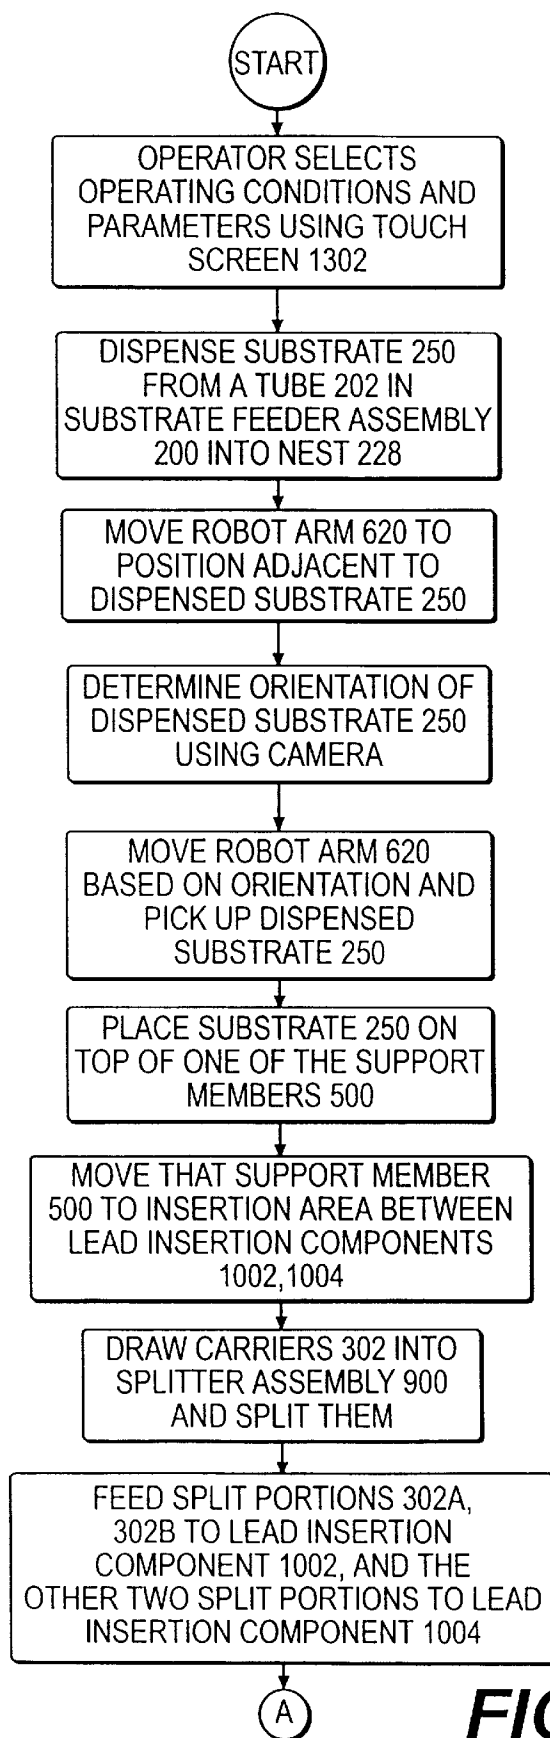 START
OPERATOR SELECTS
OPERATING CONDITIONS AND
PARAMETERS USING TOUCH
SCREEN 1302
DISPENSE SUBSTRATE 250
FROM A TUBE 202 IN
SUBSTRATE FEEDER ASSEMBLY
200 INTO NEST 228
MOVE ROBOT ARM 620 TO
POSITION ADJACENT TO
DISPENSED SUBSTRATE 250
DETERMINE ORIENTATION OF
DISPENSED SUBSTRATE 250
USING CAMERA
MOVE ROBOT ARM 620
BASED ON ORIENTATION AND
PICK UP DISPENSED
SUBSTRATE 250
PLACE SUBSTRATE 250 ON
TOP OF ONE OF THE SUPPORT
MEMBERS 500
MOVE THAT SUPPORT MEMBER
500 TO INSERTION AREA BETWEEN
LEAD INSERTION COMPONENTS
1002,1004
DRAW CARRIERS 302 INTO
SPLITTER ASSEMBLY 900
AND SPLIT THEM
FEED SPLIT PORTIONS 302A,
302B TO LEAD INSERTION
COMPONENT 1002, AND THE
OTHER TWO SPLIT PORTIONS TO LEAD
INSERTION COMPONENT 1004
A